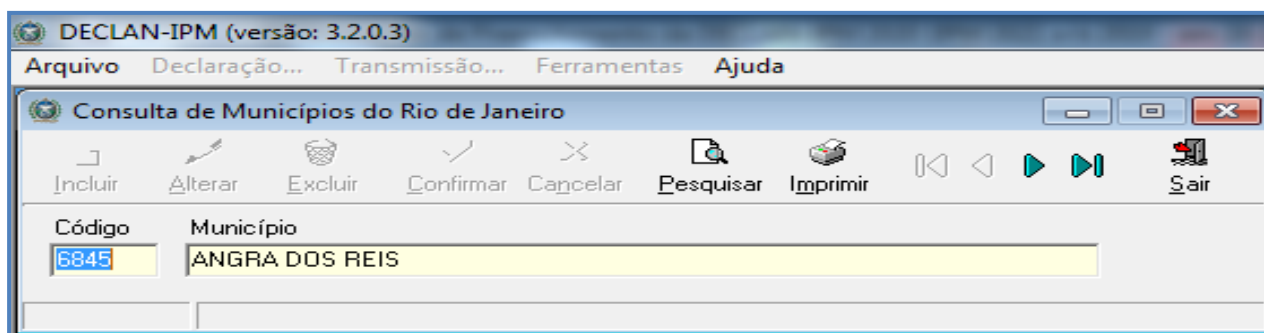 DECLAN-IPM (versão: 3.2.0.3)
Arquivo Declaração... Transmissão... Ferramentas Ajuda
Consulta de Municípios do Rio de Janeiro
Incluir Alterar Excluir Confirmar Cancelar Pesquisar Imprimir Sair
Código Município
6845 ANGRA DOS REIS